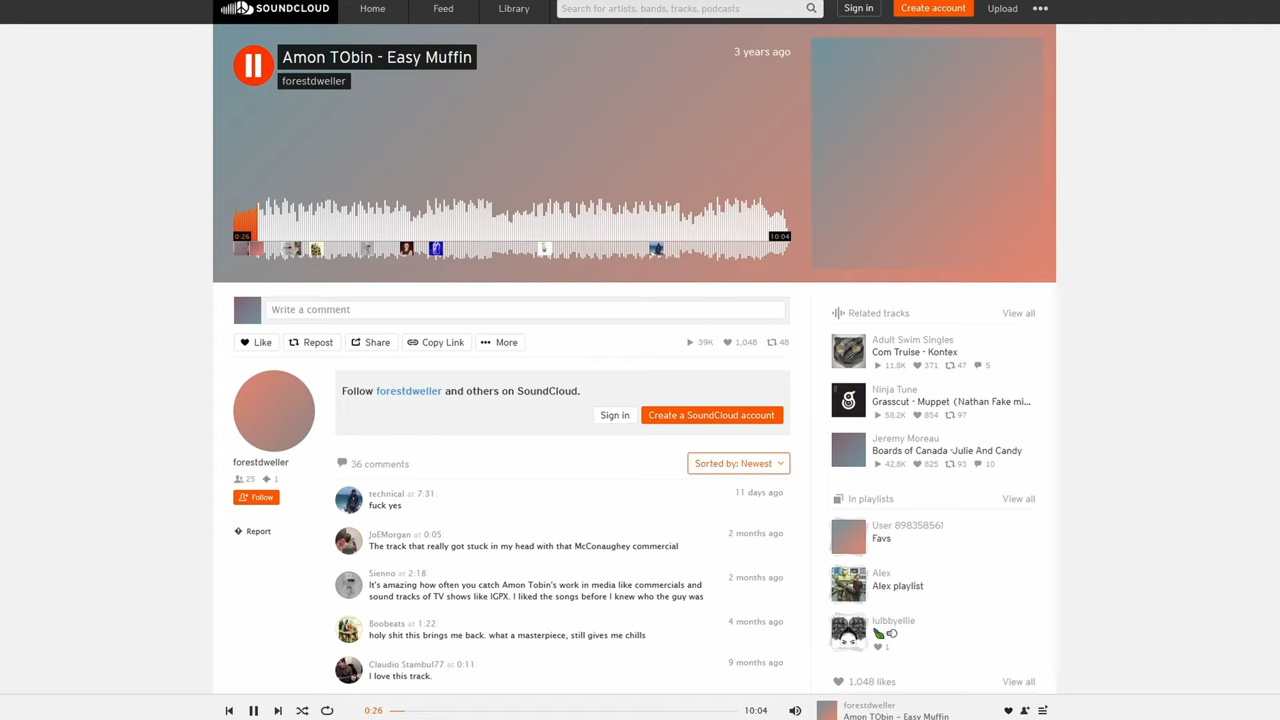 SOUNDCLOUD
Home
Feed
Library
Search for artists, bands, tracks, podcasts
Sign in
Create account
Upload
Amon TObin - Easy Muffin
forestdweller
3 years ago
0:26
10:04
Write a comment
Like
Repost
Share
Copy Link
More
39K
1,048
48
Follow forestdweller and others on SoundCloud.
Sign in
Create a SoundCloud account
forestdweller
25
1
Follow
Report
36 comments
Sorted by: Newest
technical at 7:31:
11 days ago
fuck yes
JoEMorgan at 0:05:
2 months ago
The track that really got stuck in my head with that McConaughey commercial
Sienno at 2:18:
2 months ago
It's amazing how often you catch Amon Tobin's work in media like commercials and
sound tracks of TV shows like IGPX. I liked the songs before I knew who the guy was
Boobeats at 1:22:
4 months ago
holy shit this brings me back. what a masterpiece, still gives me chills
Claudio Stambul77 at 0:11:
9 months ago
I love this track.
Related tracks
View all
Adult Swim Singles
Com Truise - Kontex
11.8K
371
47
5
Ninja Tune
Grasscut - Muppet (Nathan Fake mi...
58.2K
854
97
Jeremy Moreau
Boards of Canada -Julie And Candy
42.8K
825
93
10
In playlists
View all
User 898358561
Favs
Alex
Alex playlist
lulbbyellie
1
1,048 likes
View all
0:26
10:04
forestdweller
Amon TObin - Easy Muffin